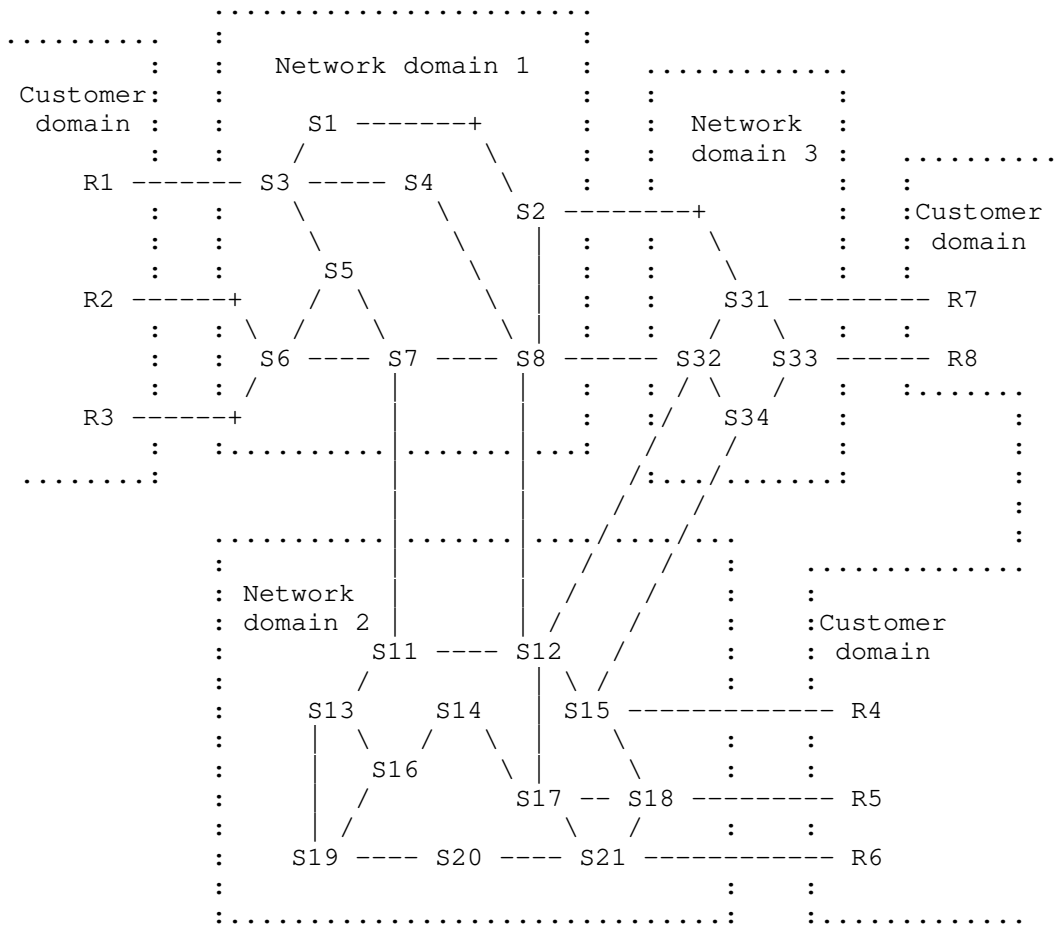 Network domain 1
Customer
domain S1 Network
domain 3
R1 S3 S4
S2 Customer
domain
S5
R2 S31 R7
S6 S7 S8 S32 S33 R8
R3 S34
Network
domain 2 Customer
S11 S12 domain
S13 S14 S15 R4
S16
S17 S18 R5
S19 S20 S21 R6